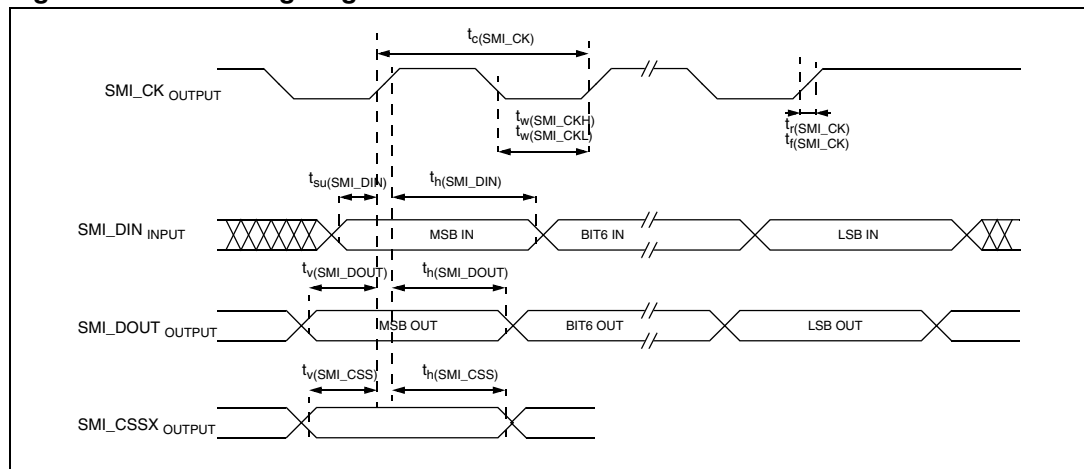 tc(SMI_CK)
SMI_CK OUTPUT
tw(SMI_CKH)
tw(SMI_CKL)
tr(SMI_CK)
tf(SMI_CK)
tsu(SMI_DIN) th(SMI_DIN)
SMI_DIN INPUT MSB IN BIT6 IN LSB IN
tv(SMI_DOUT) th(SMI_DOUT)
SMI_DOUT OUTPUT MSB OUT BIT6 OUT LSB OUT
tv(SMI_CSS) th(SMI_CSS)
SMI_CSSX OUTPUT